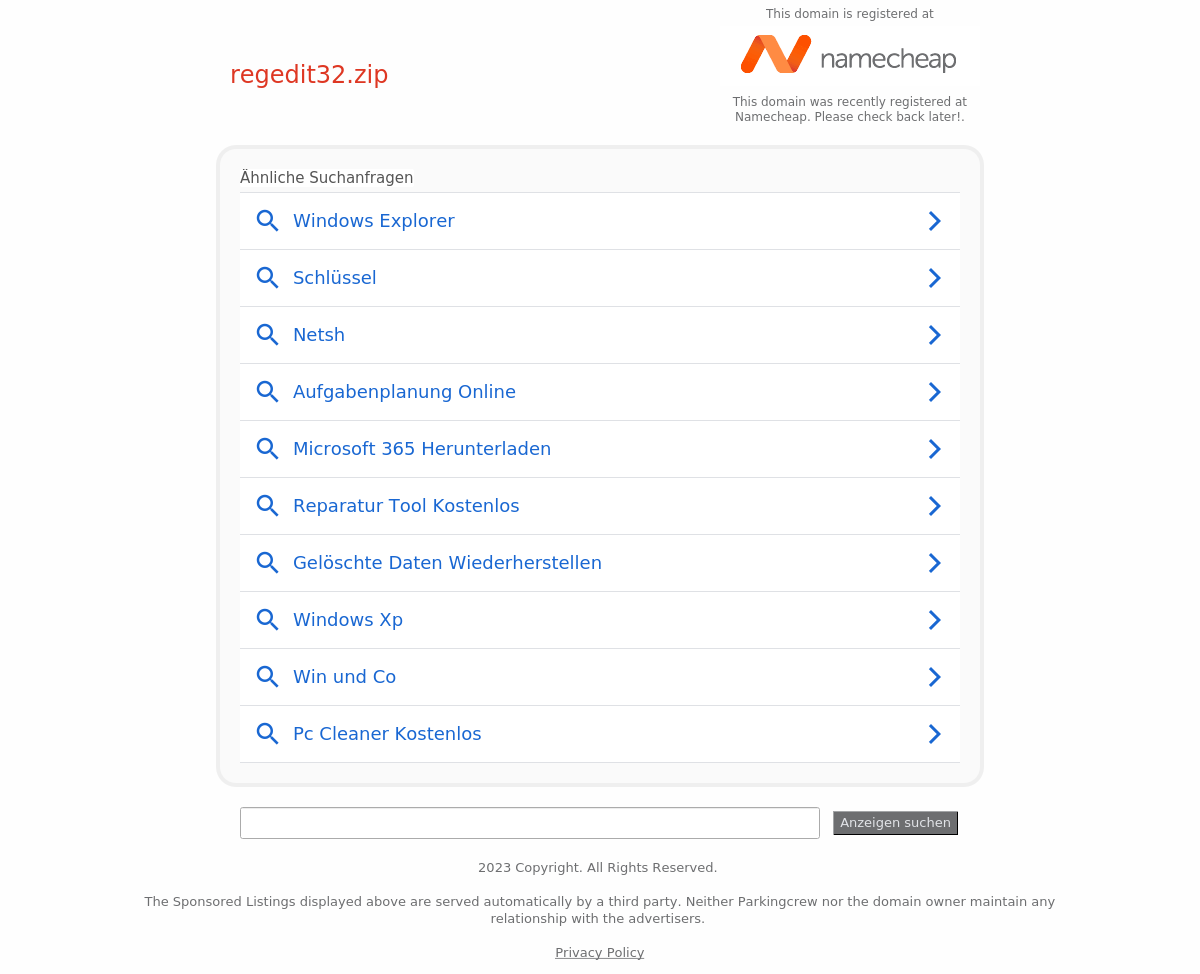 This domain is registered at
namecheap
regedit32.zip
This domain was recently registered at
Namecheap. Please check back later!.
Ähnliche Suchanfragen
Windows Explorer
Schlüssel
Netsh
Aufgabenplanung Online
Microsoft 365 Herunterladen
Reparatur Tool Kostenlos
Gelöschte Daten Wiederherstellen
Windows Xp
Win und Co
Pc Cleaner Kostenlos
Anzeigen suchen
2023 Copyright. All Rights Reserved.
The Sponsored Listings displayed above are served automatically by a third party. Neither Parkingcrew nor the domain owner maintain any
relationship with the advertisers.
Privacy Policy